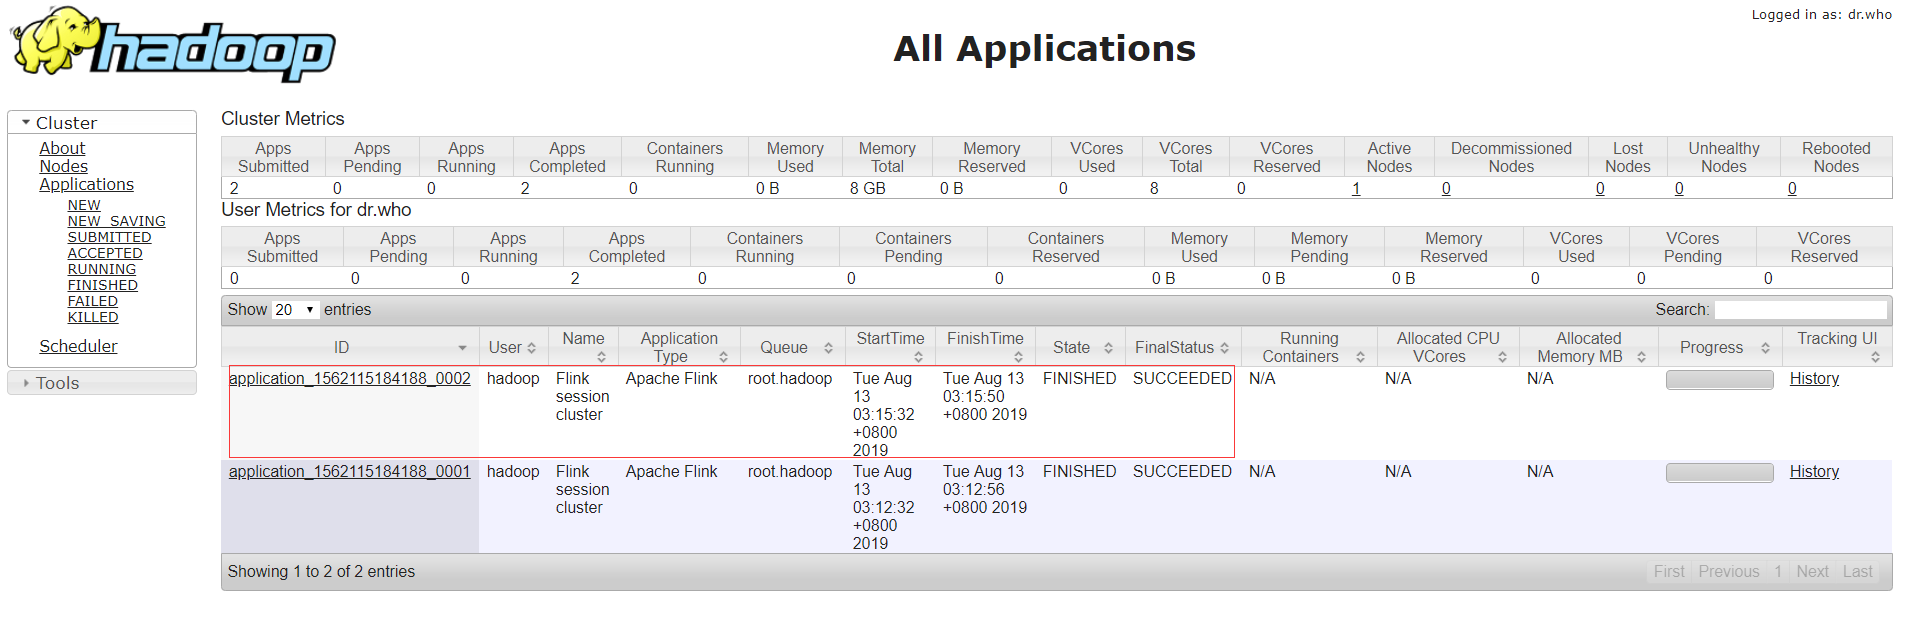 hadoop
Logged in as: dr.who
All Applications
Cluster
About
Nodes
Applications
NEW
NEW_SAVING
SUBMITTED
ACCEPTED
RUNNING
FINISHED
FAILED
KILLED
Scheduler
Tools
Cluster Metrics
Apps Submitted Apps Pending Apps Running Apps Completed Containers Running Memory Used Memory Total Memory Reserved VCores Used VCores Total VCores Reserved Active Nodes Decommissioned Nodes Lost Nodes Unhealthy Nodes Rebooted Nodes
2 0 0 2 0 0 B 8 GB 0 B 0 8 0 1 0 0 0 0
User Metrics for dr.who
Apps Submitted Apps Pending Apps Running Apps Completed Containers Running Containers Pending Containers Reserved Memory Used Memory Pending Memory Reserved VCores Used VCores Pending VCores Reserved
0 0 0 2 0 0 0 0 B 0 B 0 B 0 0 0
Show 20 entries Search:
ID User Name Application Type Queue StartTime FinishTime State FinalStatus Running Containers Allocated CPU VCores Allocated Memory MB Progress Tracking UI
application_1562115184188_0002 hadoop Flink session cluster Apache Flink root.hadoop Tue Aug 13 03:15:32 +0800 2019 Tue Aug 13 03:15:50 +0800 2019 FINISHED SUCCEEDED N/A N/A N/A History
application_1562115184188_0001 hadoop Flink session cluster Apache Flink root.hadoop Tue Aug 13 03:12:32 +0800 2019 Tue Aug 13 03:12:56 +0800 2019 FINISHED SUCCEEDED N/A N/A N/A History
Showing 1 to 2 of 2 entries First Previous 1 Next Last